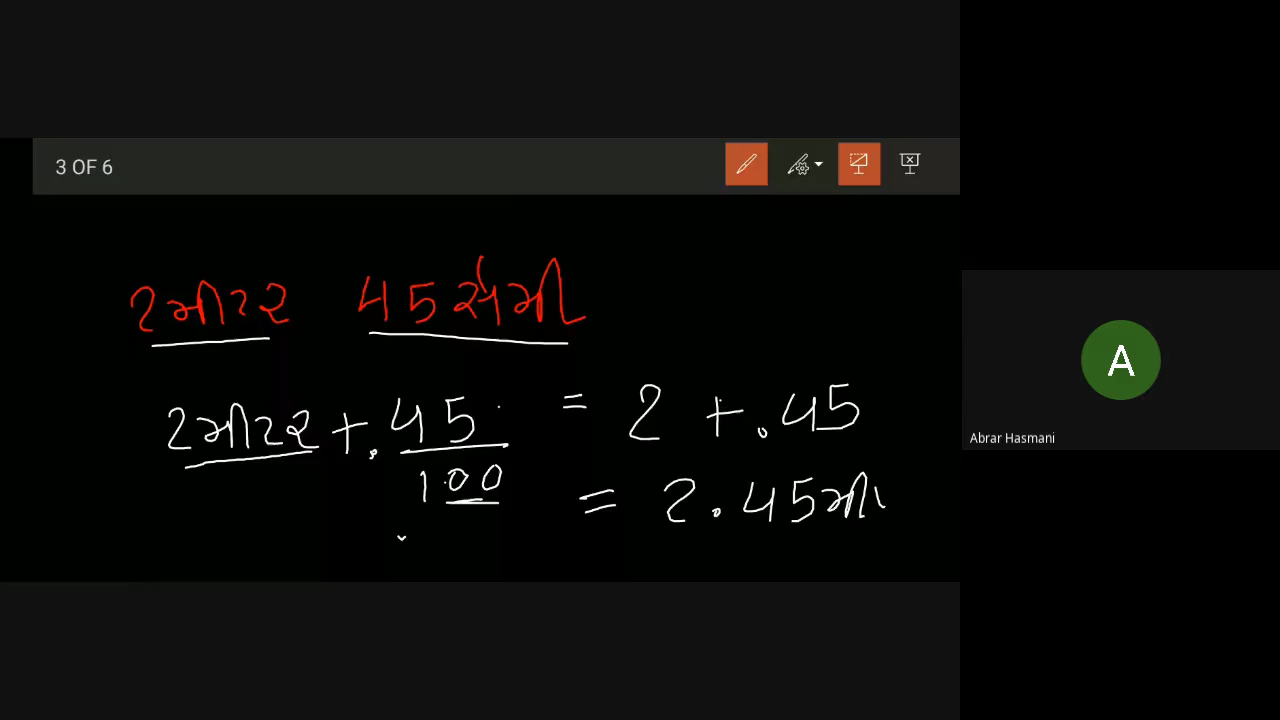 3 OF 6
2મીટર 45સેમી
2મીટર + .45/100 = 2 + .45
= 2.45મી
A
Abrar Hasmani